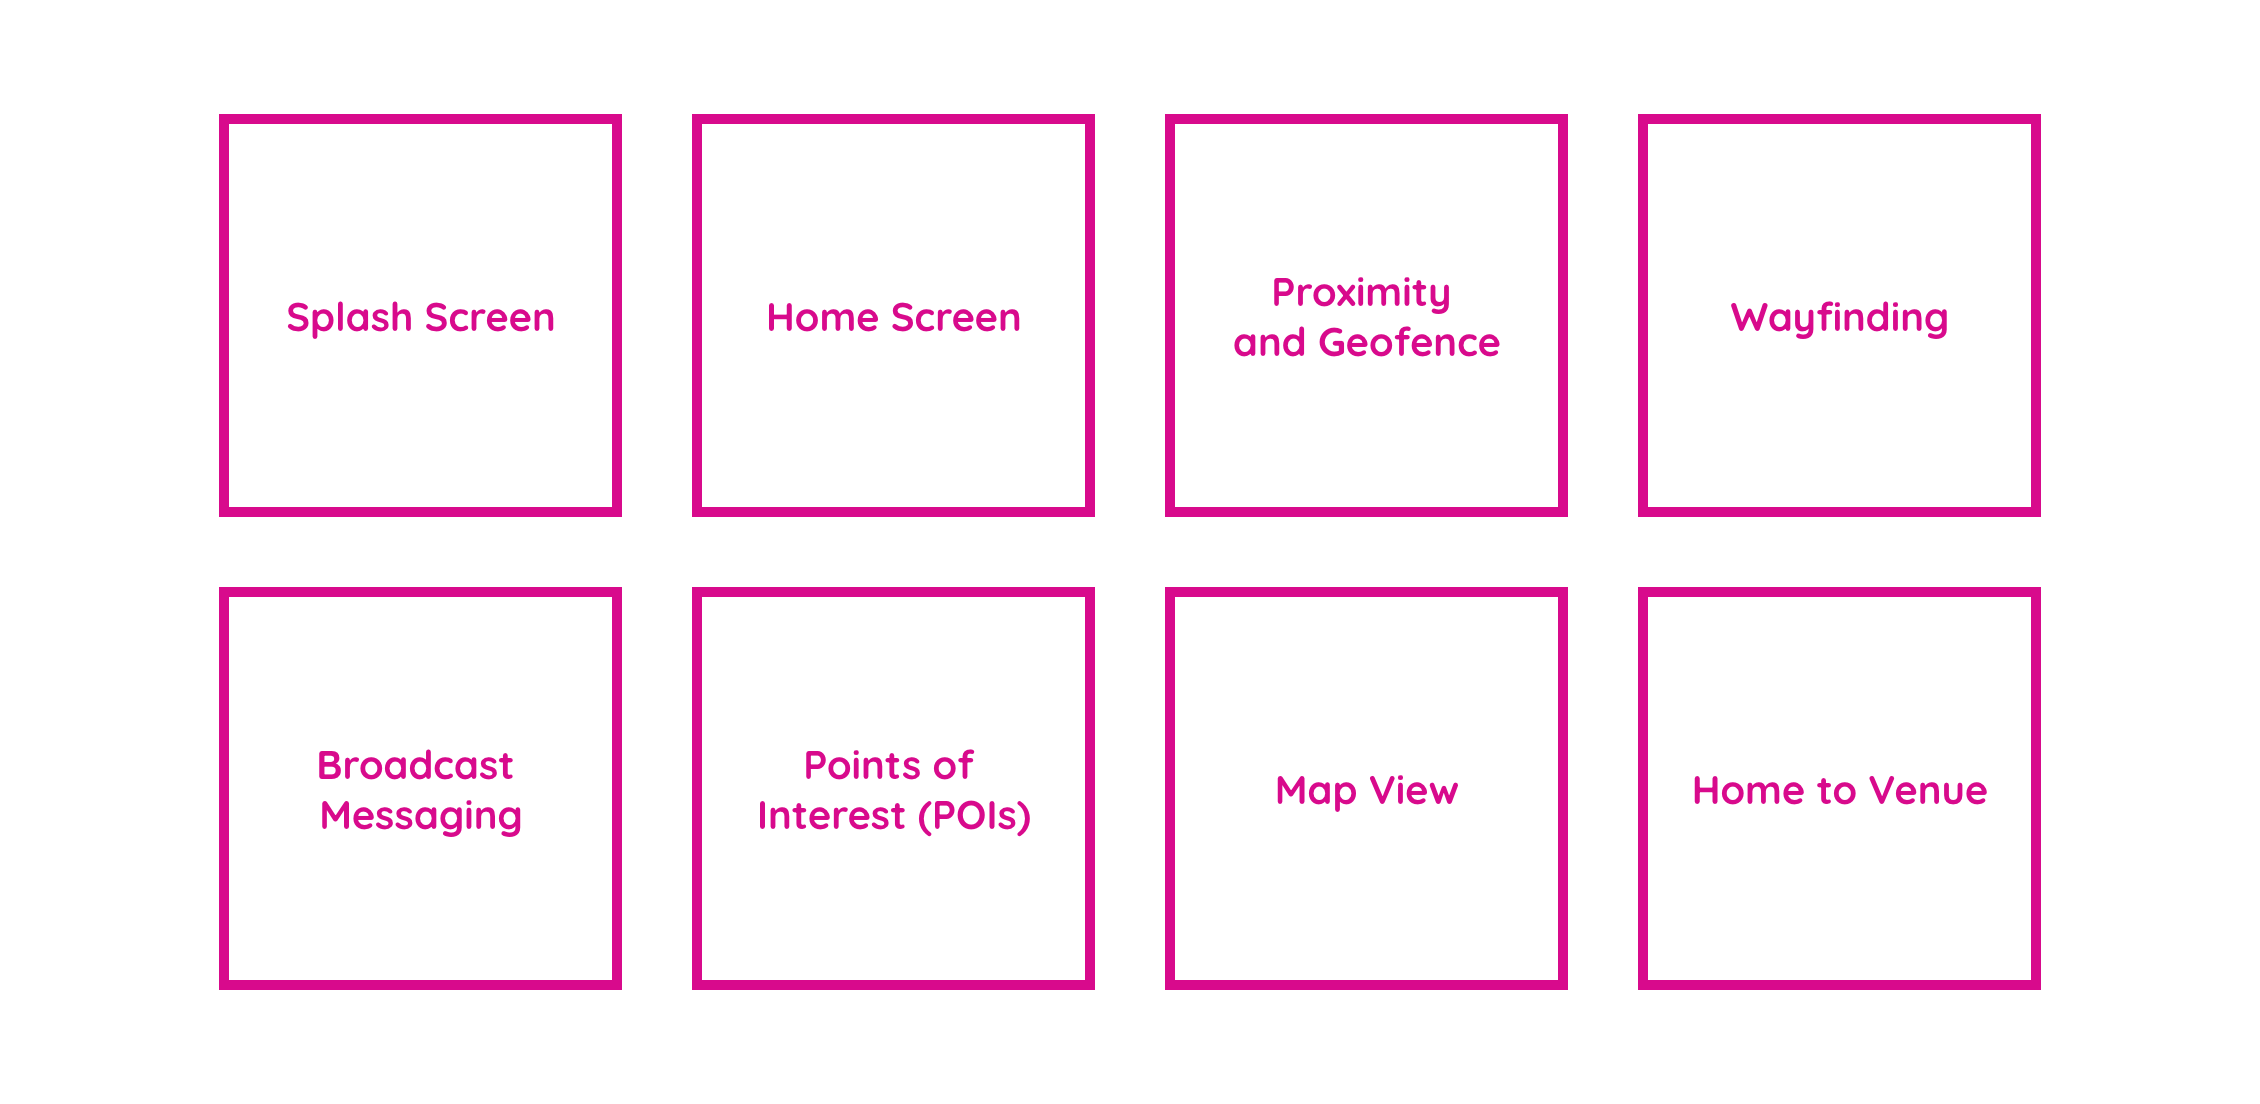 Splash Screen
Home Screen
Proximity
and Geofence
Wayfinding
Broadcast
Messaging
Points of
Interest (POIs)
Map View
Home to Venue